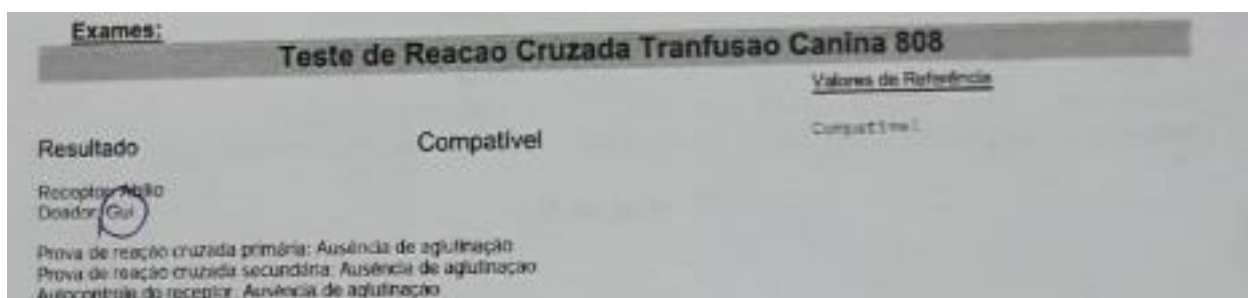 Exames:
Teste de Reacao Cruzada Tranfusao Canina 808
Valores de Referência
Resultado Compatível Compatível
Receptor: Abilio
Doador: Gui
Prova de reação cruzada primária: Ausência de aglutinação
Prova de reação cruzada secundária: Ausência de aglutinação
Autocontrole do receptor: Ausência de aglutinação